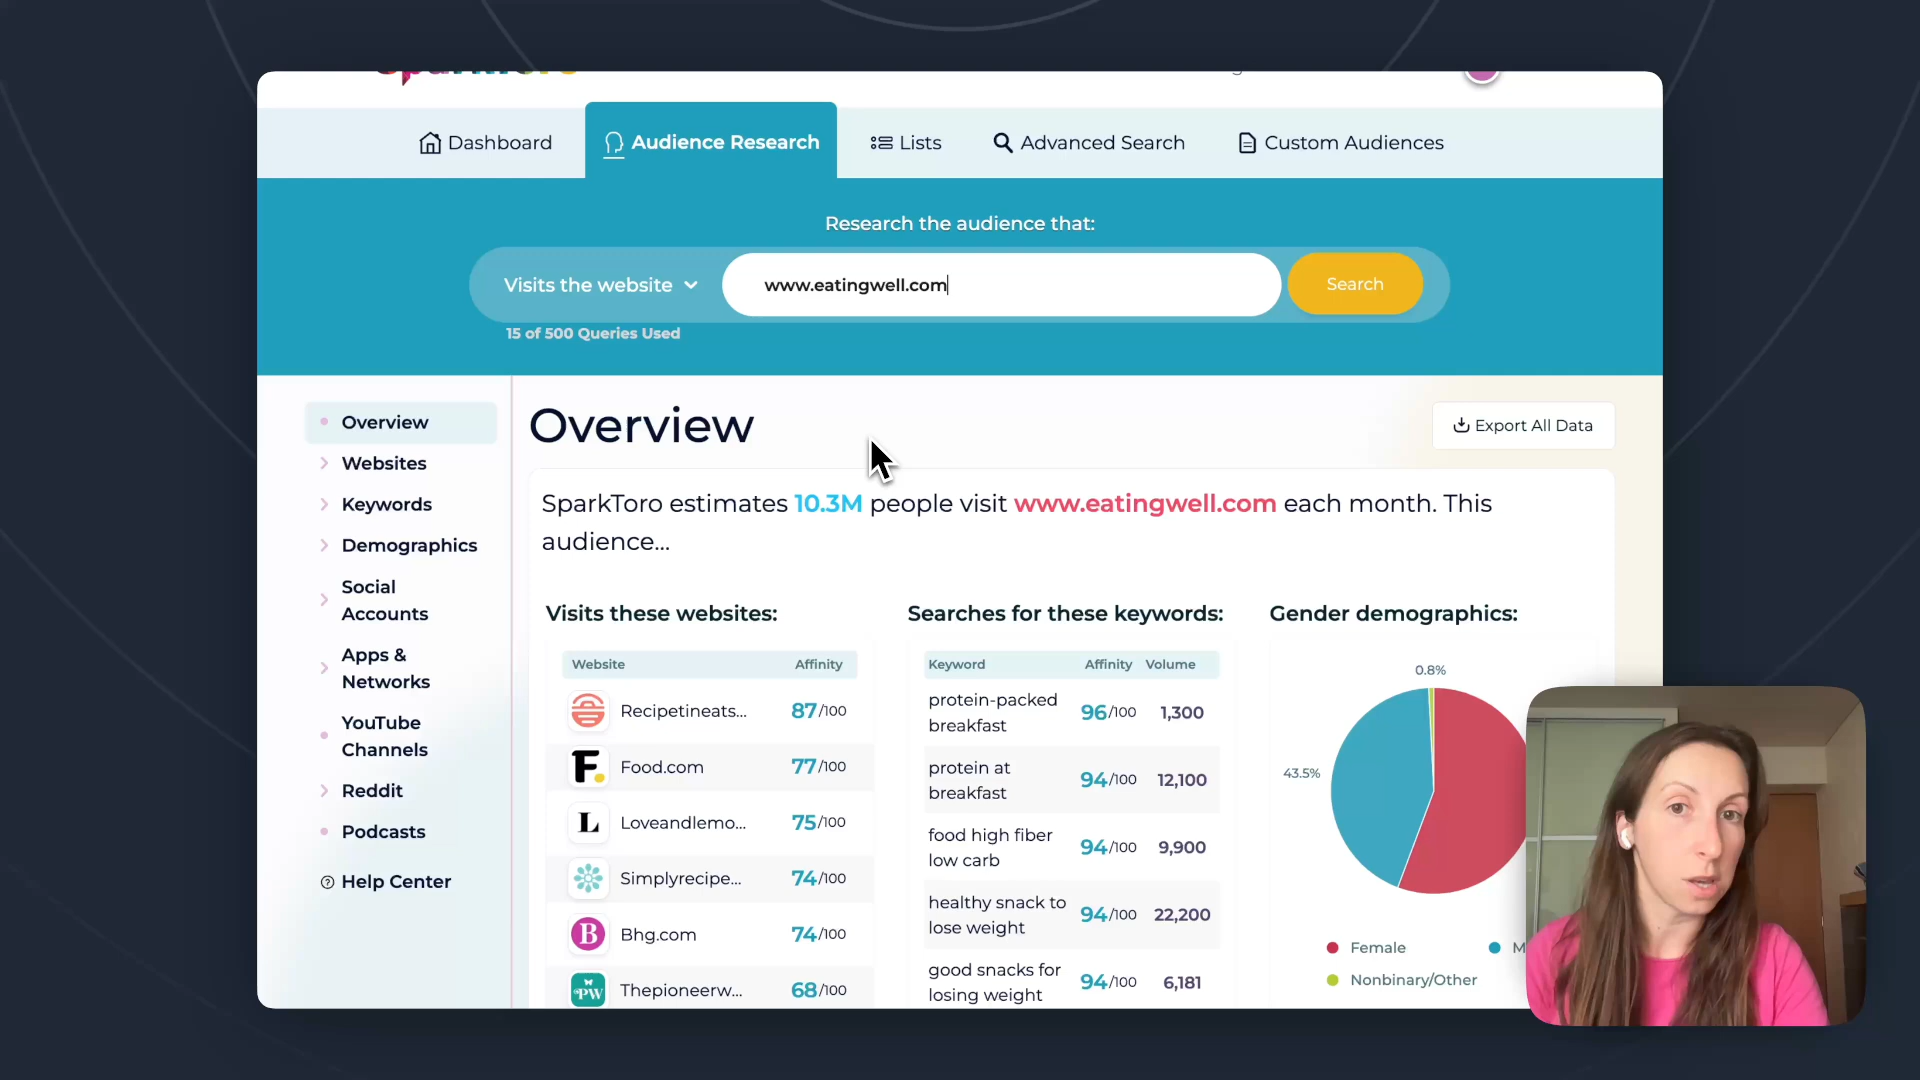 SparkToro
Dashboard
Audience Research
Lists
Advanced Search
Custom Audiences
Research the audience that:
Visits the website
www.eatingwell.com
Search
15 of 500 Queries Used
Overview
Websites
Keywords
Demographics
Social
Accounts
Apps &
Networks
YouTube
Channels
Reddit
Podcasts
Help Center
Overview
Export All Data
SparkToro estimates 10.3M people visit www.eatingwell.com each month. This
audience...
Visits these websites:
Website Affinity
Recipetineats... 87/100
F. Food.com 77/100
L Loveandlemo... 75/100
Simplyrecipe... 74/100
B Bhg.com 74/100
PW Thepioneerw... 68/100
Searches for these keywords:
Keyword Affinity Volume
protein-packed
breakfast 96/100 1,300
protein at
breakfast 94/100 12,100
food high fiber
low carb 94/100 9,900
healthy snack to
lose weight 94/100 22,200
good snacks for
losing weight 94/100 6,181
Gender demographics:
0.8%
43.5%
Female
M
Nonbinary/Other